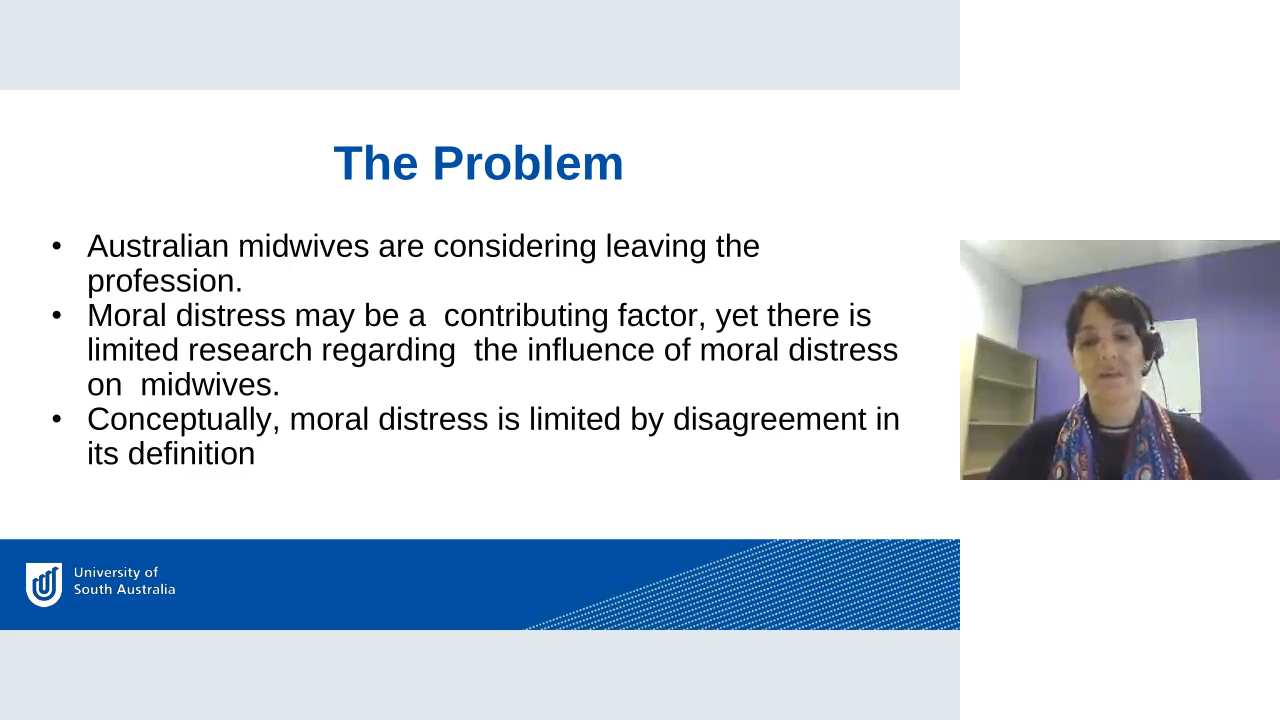 The Problem
• Australian midwives are considering leaving the
profession.
• Moral distress may be a  contributing factor, yet there is
limited research regarding  the influence of moral distress
on  midwives.
• Conceptually, moral distress is limited by disagreement in
its definition
University of
South Australia